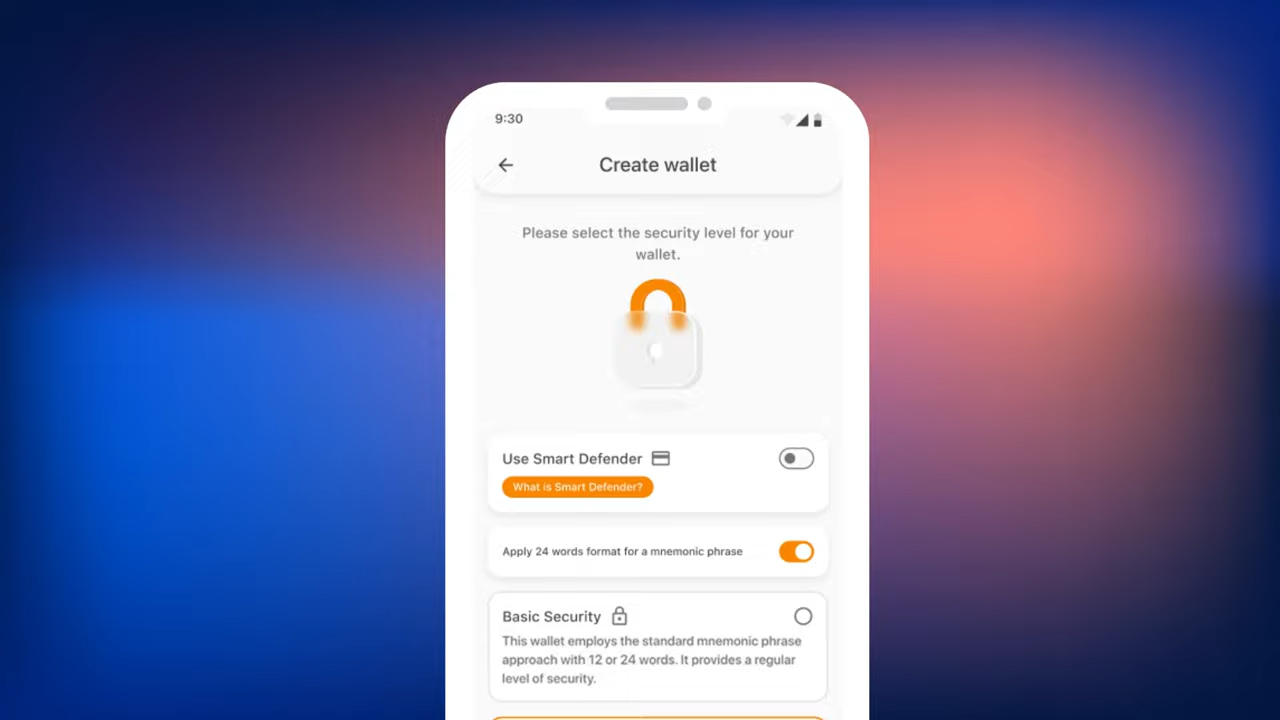 9:30
Create wallet
Please select the security level for your
wallet.
Use Smart Defender
What is Smart Defender?
Apply 24 words format for a mnemonic phrase
Basic Security
This wallet employs the standard mnemonic phrase
approach with 12 or 24 words. It provides a regular
level of security.